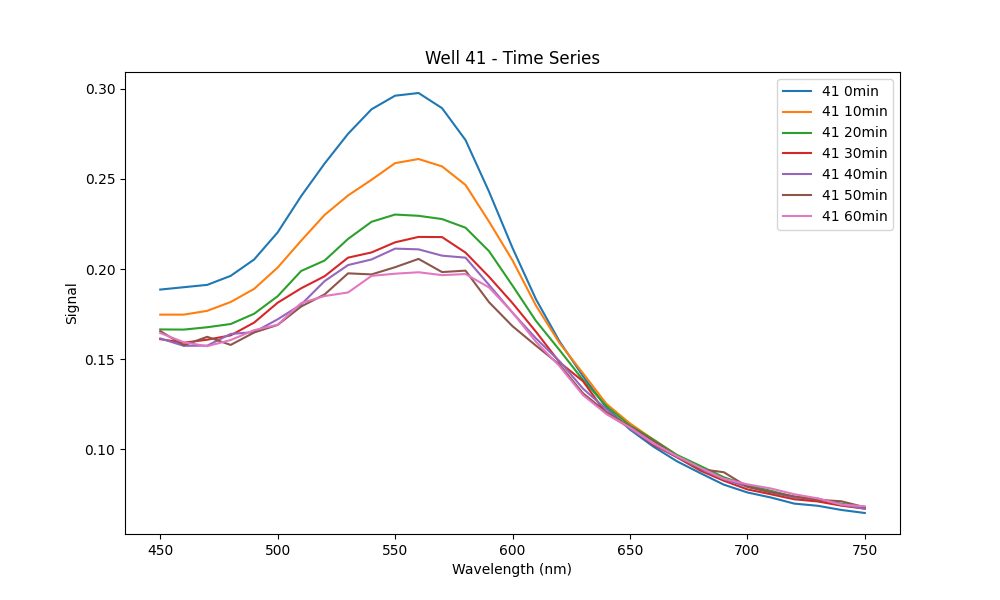 Well 41 - Time Series
Signal
0.30
0.25
0.20
0.15
0.10
41 0min
41 10min
41 20min
41 30min
41 40min
41 50min
41 60min
450 500 550 600 650 700 750
Wavelength (nm)